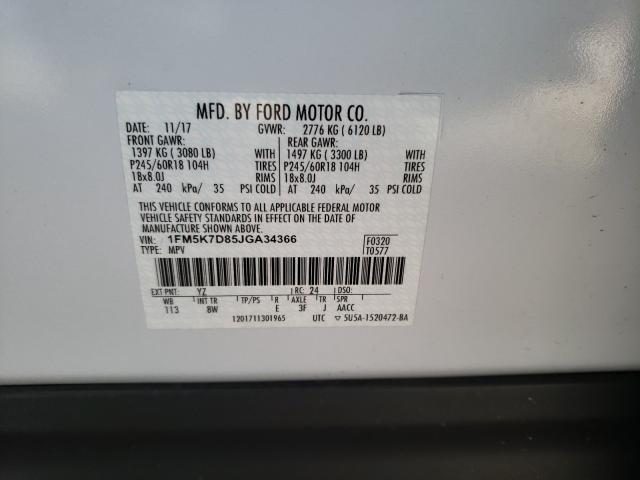 MFD. BY FORD MOTOR CO.
DATE: 11/17 GVWR: 2776 KG ( 6120 LB)
FRONT GAWR: REAR GAWR:
1397 KG ( 3080 LB) WITH 1497 KG ( 3300 LB) WITH
P245/60R18 104H TIRES P245/60R18 104H TIRES
18x8.0J RIMS 18x8.0J RIMS
AT 240 kPa/ 35 PSI COLD AT 240 kPa/ 35 PSI COLD
THIS VEHICLE CONFORMS TO ALL APPLICABLE FEDERAL MOTOR
VEHICLE SAFETY STANDARDS IN EFFECT ON THE DATE OF
MANUFACTURE SHOWN ABOVE.
VIN: 1FM5K7D85JGA34366 F0320
TYPE: MPV T0577
EXT PNT: YZ RC: 24 DSO:
WB INT TR TP/PS R AXLE TR SPR
113 8W E 3F J AACC
1201711301965 UTC ▽ 5U5A-1520472-BA